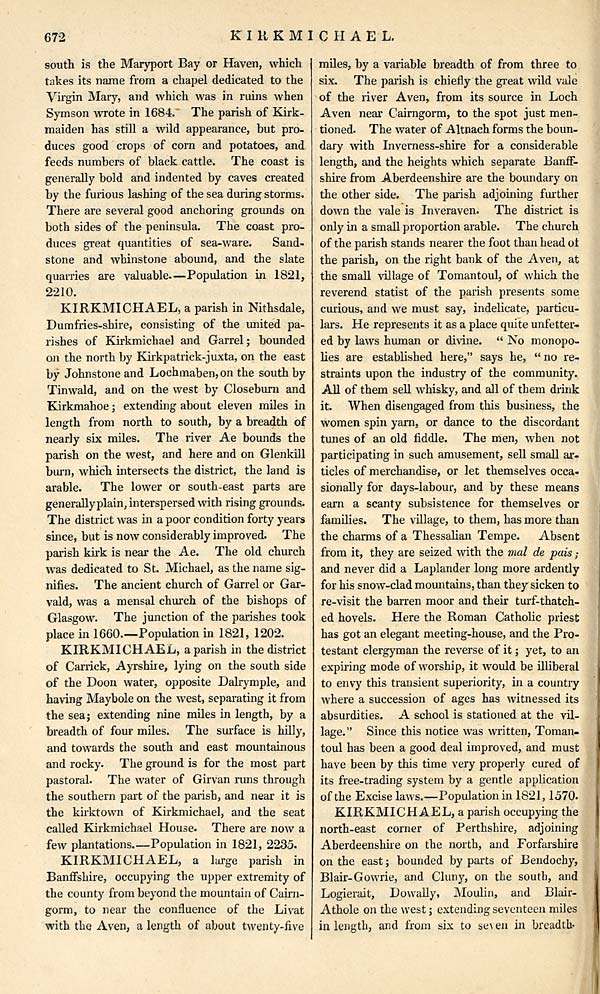 672
KIRKMICHAEL.
south is the Maryport Bay or Haven, which
takes its name from a chapel dedicated to the
Virgin Mary, and which was in ruins when
Symson wrote in 1684. The parish of Kirk-
maiden has still a wild appearance, but pro-
duces good crops of corn and potatoes, and
feeds numbers of black cattle. The coast is
generally bold and indented by caves created
by the furious lashing of the sea during storms.
There are several good anchoring grounds on
both sides of the peninsula. The coast pro-
duces great quantities of sea-ware. Sand-
stone and whinstone abound, and the slate
quarries are valuable.—Population in 1821,
2210.
KIRKMICHAEL, a parish in Nithsdale,
Dumfries-shire, consisting of the united pa-
rishes of Kirkmichael and Garrel; bounded
on the north by Kirkpatrick-juxta, on the east
by Johnstone and Lochmaben, on the south by
Tinwald, and on the west by Closeburn and
Kirkmahoe; extending about eleven miles in
length from north to south, by a breadth of
nearly six miles. The river Ae bounds the
parish on the west, and here and on Glenkill
burn, which intersects the district, the land is
arable. The lower or south-east parts are
generally plain, interspersed with rising grounds.
The district was in a poor condition forty years
since, but is now considerably improved. The
parish kirk is near the Ae. The old church
was dedicated to St. Michael, as the name sig-
nifies. The ancient church of Garrel or Gar-
vald, was a mensal church of the bishops of
Glasgow. The junction of the parishes took
place in 1660.—Population in 1821, 1202.
KIRKMICHAEL, a parish in the district
of Carrick, Ayrshire, lying on the south side
of the Doon water, opposite Dalrymple, and
having Maybole on the west, separating it from
the sea; extending nine miles in length, by a
breadth of four miles. The surface is hilly,
and towards the south and east mountainous
and rocky. The ground is for the most part
pastoral. The water of Girvan runs through
the southern part of the parish, and near it is
the kirktown of Kirkmichael, and the seat
called Kirkmichael House. There are now a
few plantations.—Population in 1821, 2235.
KIRKMICHAEL, a large parish in
Banffshire, occupying the upper extremity of
the county from beyond the mountain of Cairn-
gorm, to near the confluence of the Livat
with the Aven, a length of about twenty-five
miles, by a variable breadth of from three to
six. The parish is chiefly the great wild vale
of the river Aven, from its source in Loch
Aven near Cairngorm, to the spot just men-
tioned. The water of Altnach forms the boun-
dary with Inverness-shire for a considerable
length, and the heights which separate Banff-
shire from Aberdeenshire are the boundary on
the other side. The parish adjoining further
down the vale is Inveraven. The district is
only in a small proportion arable. The church
of the parish stands nearer the foot than head of
the parish, on the right bank of the Aven, at
the small village of Tomantoul, of which the
reverend statist of the parish presents some
curious, and we must say, indelicate, particu-
lars. He represents it as a place quite unfetter-
ed by laws human or divine. " No monopo-
lies are established here," says he, " no re-
straints upon the industry of the community.
All of them sell whisky, and all of them drink
it. When disengaged from this business, the
women spin yarn, or dance to the discordant
tunes of an old fiddle. The men, when not
participating in such amusement, sell small ar-
ticles of merchandise, or let themselves occa-
sionally for days-labour, and by these means
earn a scanty subsistence for themselves or
families. The village, to them, has more than
the charms of a Thessalian Tempe. Absent
from it, they are seized with the mal de pais;
and never did a Laplander long more ardently
for his snow-clad mountains, than they sicken to
re-visit the barren moor and their turf-thatch-
ed hovels. Here the Roman Catholic priest
has got an elegant meeting-house, and the Pro-
testant clergyman the reverse of it; yet, to an
expiring mode of worship, it would be illiberal
to envy this transient superiority, in a country
where a succession of ages has witnessed its
absurdities. A school is stationed at the vil-
lage." Since this notice was written, Toman-
toul has been a good deal improved, and must
have been by this time very properly cured of
its free-trading system by a gentle application
of the Excise laws.—Population in 1821, 1570.
KIRKMICHAEL, a parish occupying the
north-east corner of Perthshire, adjoining
Aberdeenshire on the north, and Forfarshire
on the east; bounded by parts of Bendochy,
Blair-Gowrie, and Cluny, on the south, and
Logierait, Dowally, Moulin, and Blair-
Athole on the west; extending seventeen miles
in length, and from six to seven in breadth.